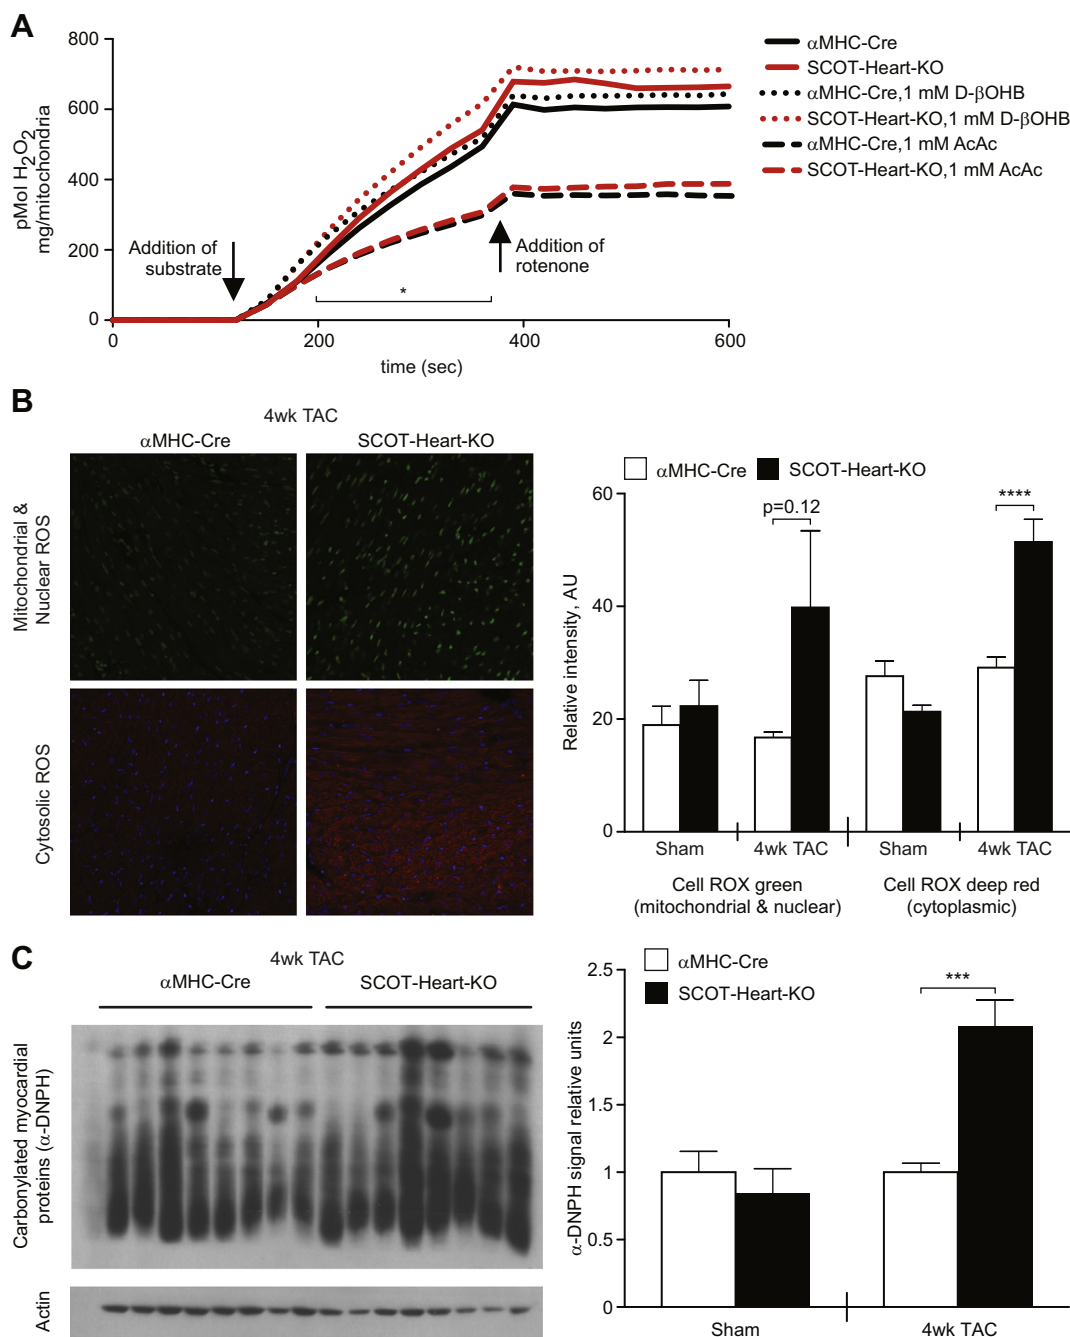 A
800
600
400
200
0
pMol H2O2
mg/mitochondria
Addition of
substrate
*
Addition of
rotenone
0
200
400
600
time (sec)
αMHC-Cre
SCOT-Heart-KO
αMHC-Cre,1 mM D-βOHB
SCOT-Heart-KO,1 mM D-βOHB
αMHC-Cre,1 mM AcAc
SCOT-Heart-KO,1 mM AcAc
B
4wk TAC
αMHC-Cre
SCOT-Heart-KO
Mitochondrial &
Nuclear ROS
Cytosolic ROS
αMHC-Cre
SCOT-Heart-KO
60
40
20
0
Relative intensity, AU
p=0.12
****
Sham
4wk TAC
Sham
4wk TAC
Cell ROX green
(mitochondrial & nuclear)
Cell ROX deep red
(cytoplasmic)
C
4wk TAC
αMHC-Cre
SCOT-Heart-KO
Carbonylated myocardial
proteins (α-DNPH)
Actin
αMHC-Cre
SCOT-Heart-KO
2.5
2
1.5
1
0.5
0
α-DNPH signal relative units
***
Sham
4wk TAC